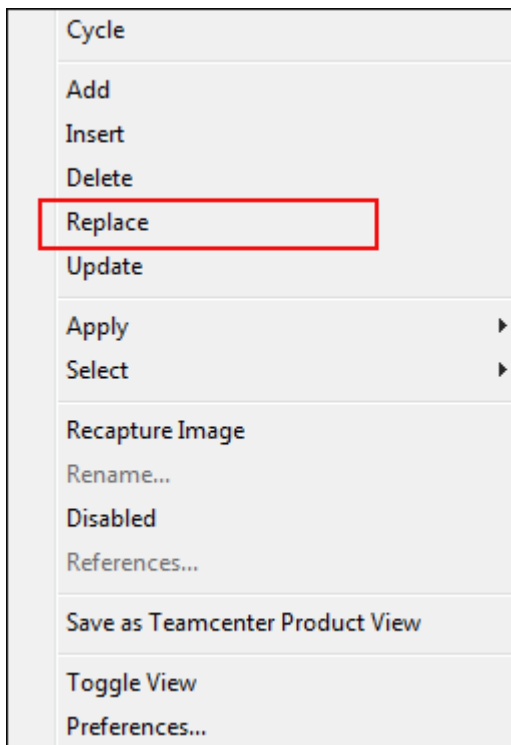 Cycle
Add
Insert
Delete
Replace
Update
Apply
Select
Recapture Image
Rename...
Disabled
References...
Save as Teamcenter Product View
Toggle View
Preferences...